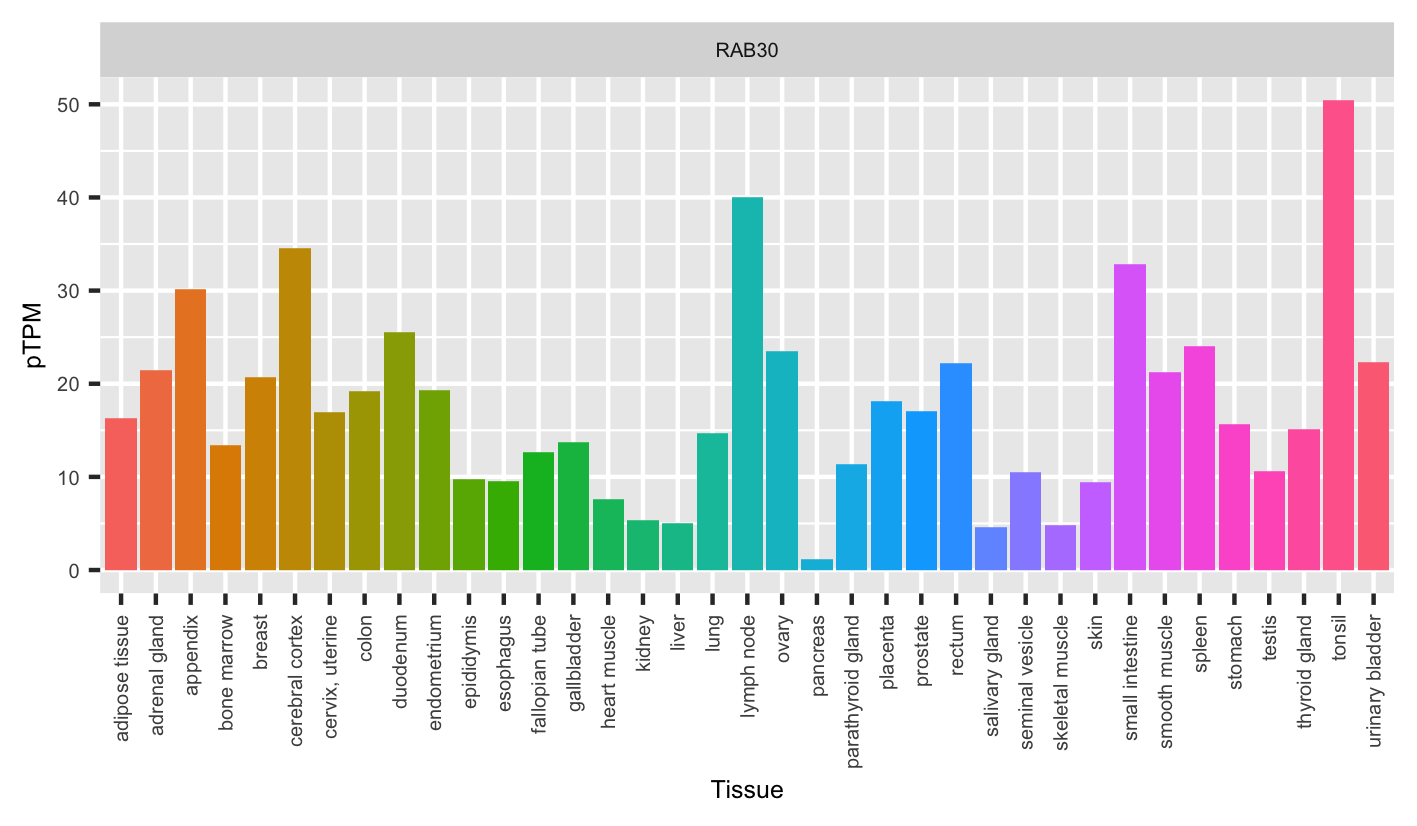 RAB30
50
40
30
20
10
0
pTPM
adipose tissue
adrenal gland
appendix
bone marrow
breast
cerebral cortex
cervix, uterine
colon
duodenum
endometrium
epididymis
esophagus
fallopian tube
gallbladder
heart muscle
kidney
liver
lung
lymph node
ovary
pancreas
parathyroid gland
placenta
prostate
rectum
salivary gland
seminal vesicle
skeletal muscle
skin
small intestine
smooth muscle
spleen
stomach
testis
thyroid gland
tonsil
urinary bladder
Tissue